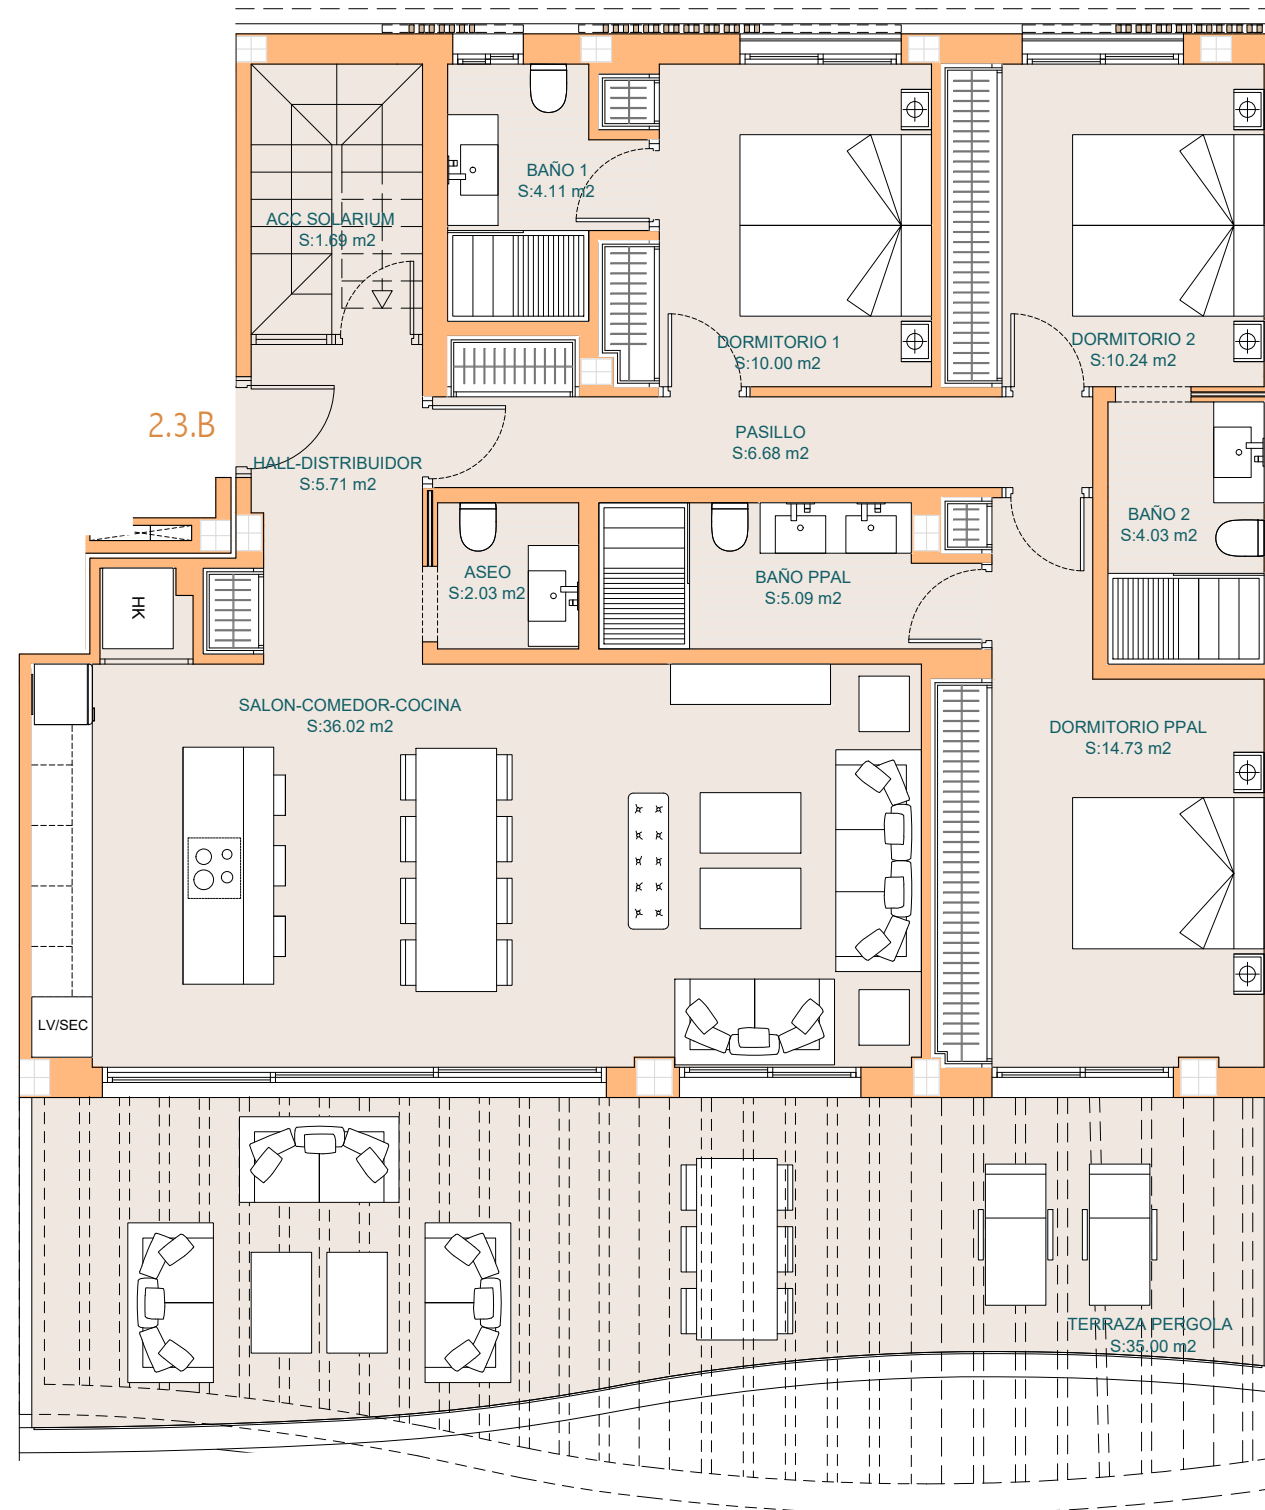 BAÑO 1
S:4.11 m2
ACC SOLARIUM
S:1.69 m2
DORMITORIO 1
S:10.00 m2
DORMITORIO 2
S:10.24 m2
2.3.B
PASILLO
S:6.68 m2
HALL-DISTRIBUIDOR
S:5.71 m2
BAÑO 2
S:4.03 m2
ASEO
S:2.03 m2
BAÑO PPAL
S:5.09 m2
HK
SALON-COMEDOR-COCINA
S:36.02 m2
DORMITORIO PPAL
S:14.73 m2
LV/SEC
TERRAZA PERGOLA
S:35.00 m2